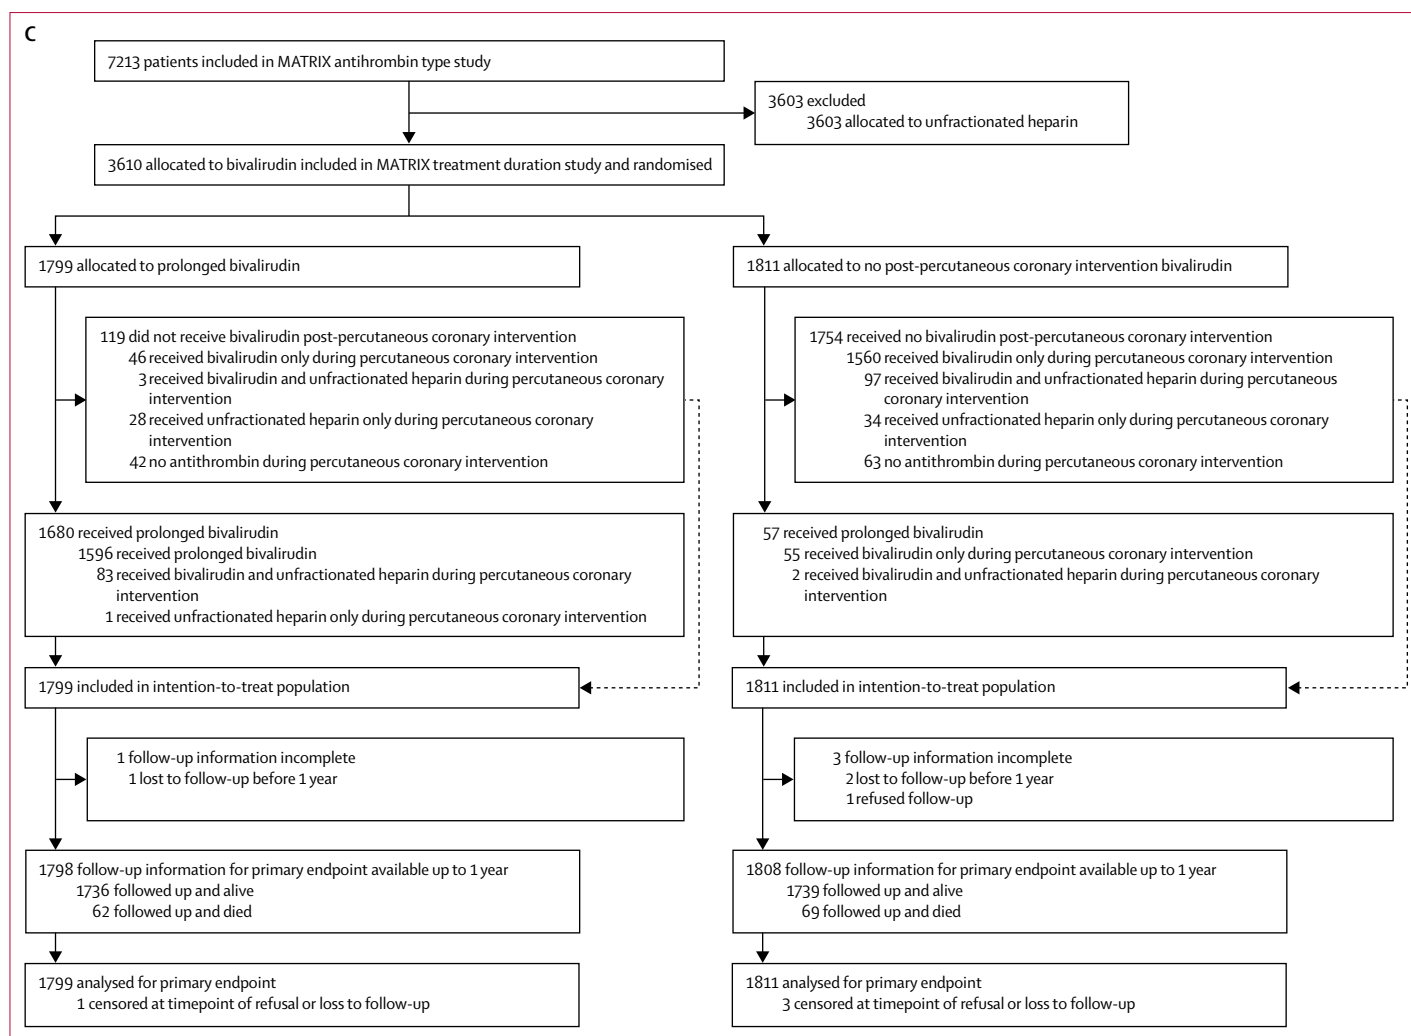 C
7213 patients included in MATRIX antithrombin type study
3603 excluded
3603 allocated to unfractionated heparin
3610 allocated to bivalirudin included in MATRIX treatment duration study and randomised
1799 allocated to prolonged bivalirudin
1811 allocated to no post-percutaneous coronary intervention bivalirudin
119 did not receive bivalirudin post-percutaneous coronary intervention
46 received bivalirudin only during percutaneous coronary intervention
3 received bivalirudin and unfractionated heparin during percutaneous coronary
intervention
28 received unfractionated heparin only during percutaneous coronary
intervention
42 no antithrombin during percutaneous coronary intervention
1754 received no bivalirudin post-percutaneous coronary intervention
1560 received bivalirudin only during percutaneous coronary intervention
97 received bivalirudin and unfractionated heparin during percutaneous
coronary intervention
34 received unfractionated heparin only during percutaneous coronary
intervention
63 no antithrombin during percutaneous coronary intervention
1680 received prolonged bivalirudin
1596 received prolonged bivalirudin
83 received bivalirudin and unfractionated heparin during percutaneous coronary
intervention
1 received unfractionated heparin only during percutaneous coronary intervention
57 received prolonged bivalirudin
55 received bivalirudin only during percutaneous coronary intervention
2 received bivalirudin and unfractionated heparin during percutaneous coronary
intervention
1799 included in intention-to-treat population
1811 included in intention-to-treat population
1 follow-up information incomplete
1 lost to follow-up before 1 year
3 follow-up information incomplete
2 lost to follow-up before 1 year
1 refused follow-up
1798 follow-up information for primary endpoint available up to 1 year
1736 followed up and alive
62 followed up and died
1808 follow-up information for primary endpoint available up to 1 year
1739 followed up and alive
69 followed up and died
1799 analysed for primary endpoint
1 censored at timepoint of refusal or loss to follow-up
1811 analysed for primary endpoint
3 censored at timepoint of refusal or loss to follow-up